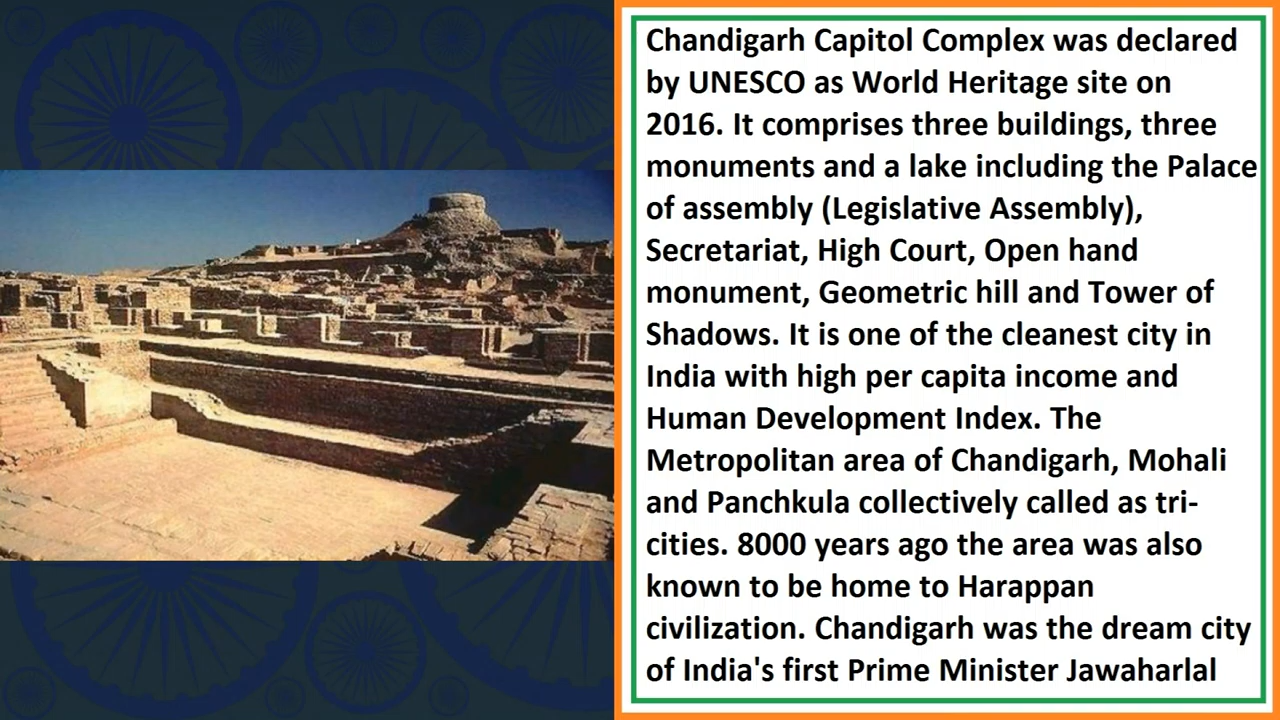 Chandigarh Capitol Complex was declared
by UNESCO as World Heritage site on
2016. It comprises three buildings, three
monuments and a lake including the Palace
of assembly (Legislative Assembly),
Secretariat, High Court, Open hand
monument, Geometric hill and Tower of
Shadows. It is one of the cleanest city in
India with high per capita income and
Human Development Index. The
Metropolitan area of Chandigarh, Mohali
and Panchkula collectively called as tri-
cities. 8000 years ago the area was also
known to be home to Harappan
civilization. Chandigarh was the dream city
of India's first Prime Minister Jawaharlal